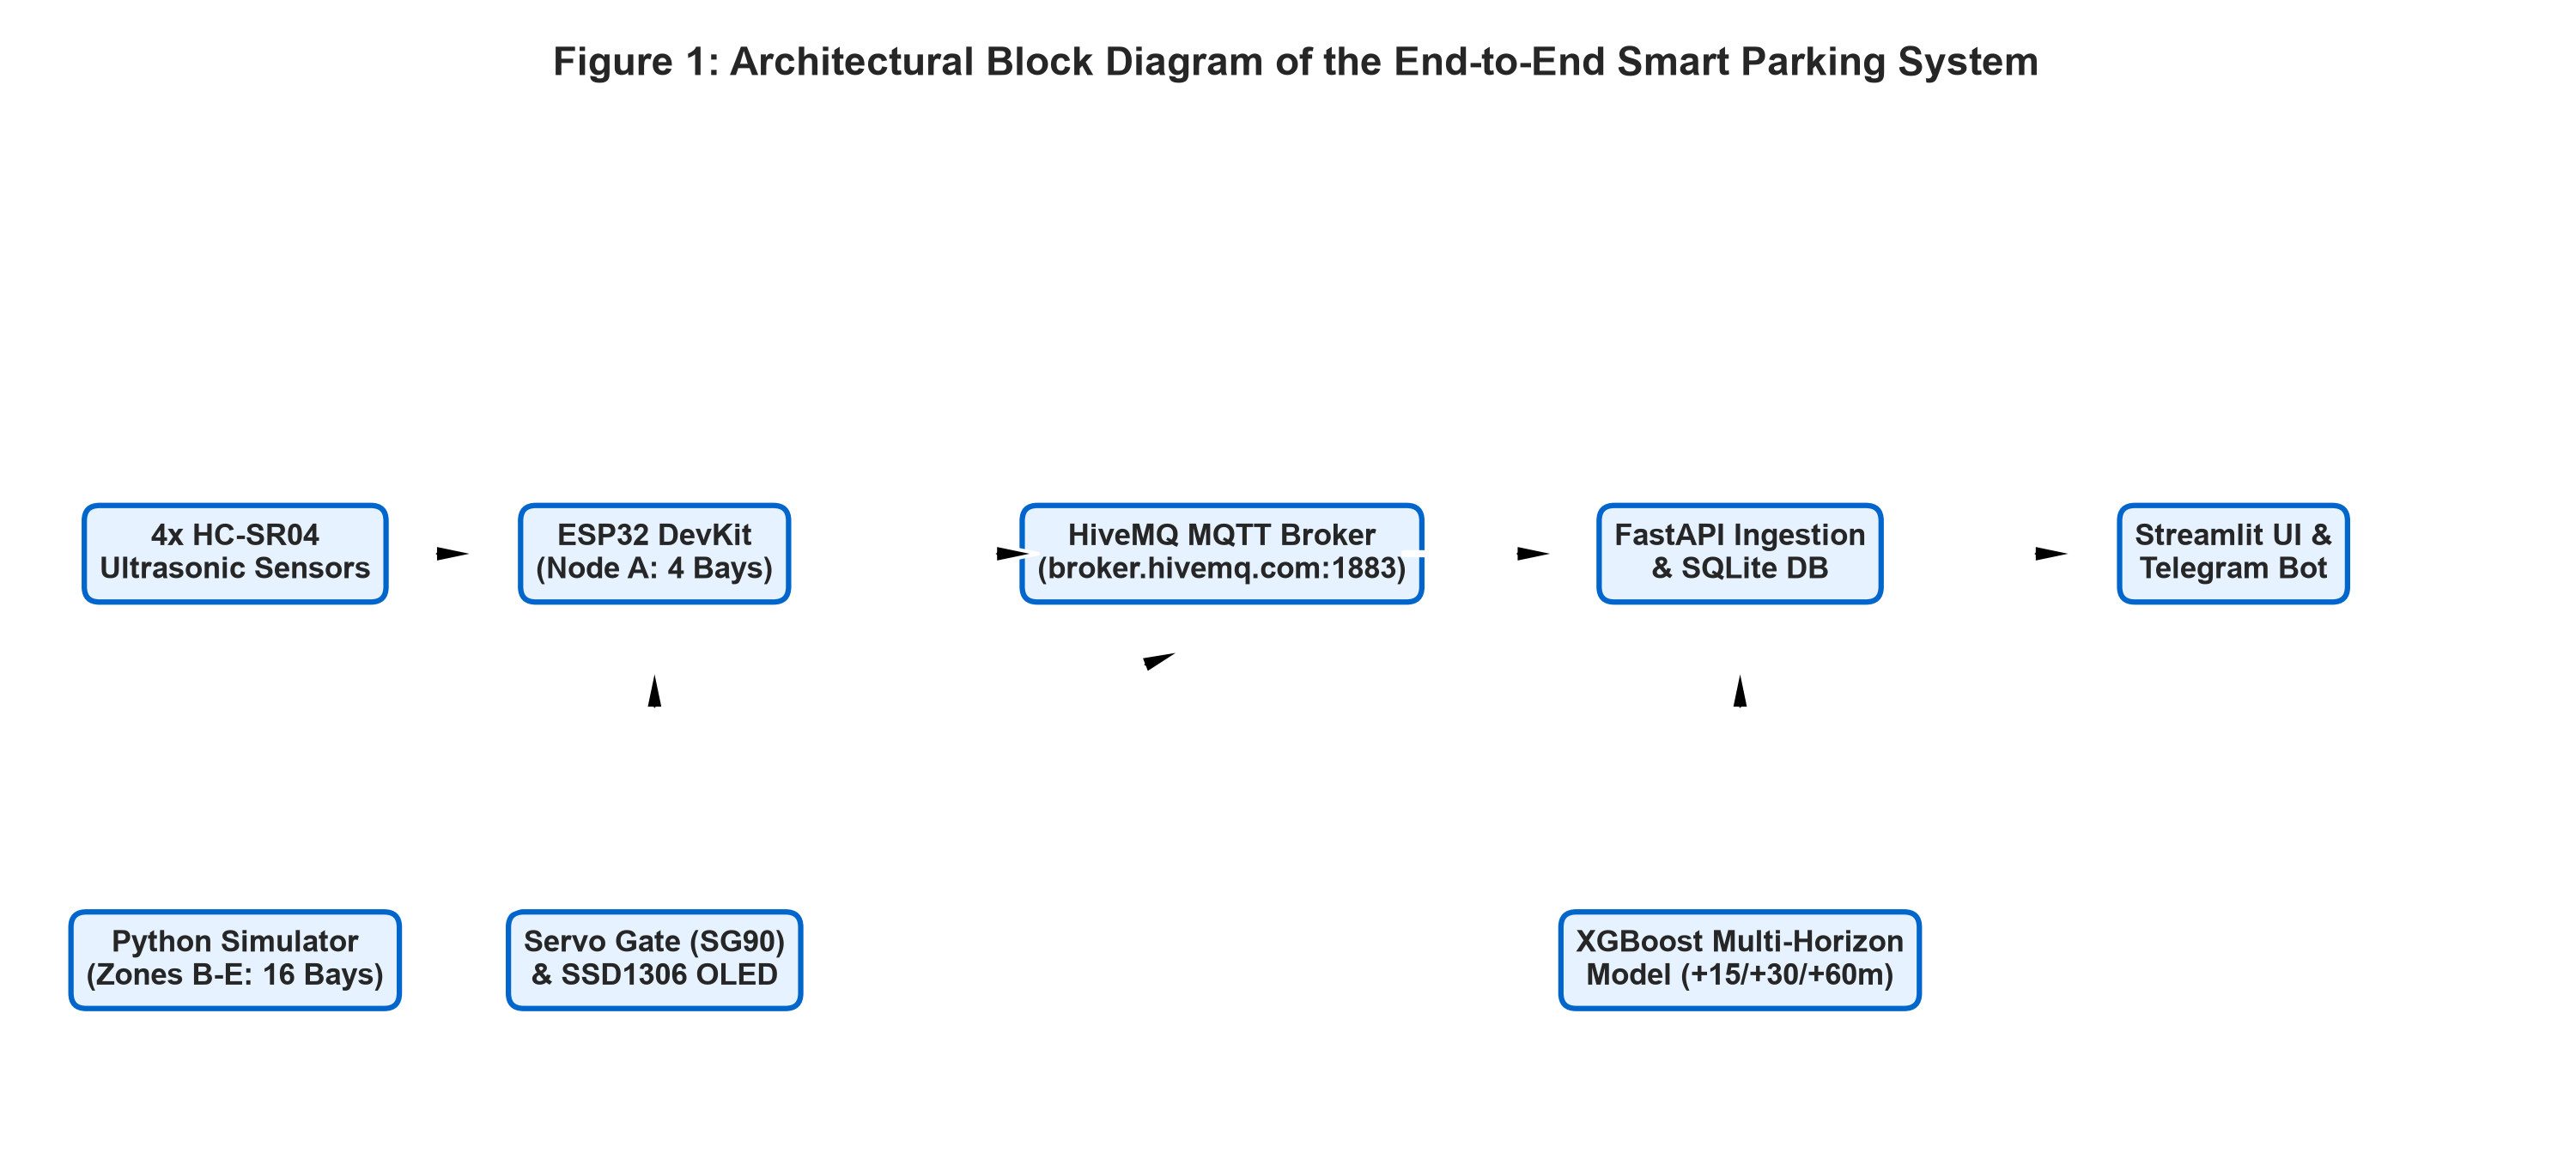 Figure 1: Architectural Block Diagram of the End-to-End Smart Parking System
4x HC-SR04
Ultrasonic Sensors
ESP32 DevKit
(Node A: 4 Bays)
HiveMQ MQTT Broker
(broker.hivemq.com:1883)
FastAPI Ingestion
& SQLite DB
Streamlit UI &
Telegram Bot
Python Simulator
(Zones B-E: 16 Bays)
Servo Gate (SG90)
& SSD1306 OLED
XGBoost Multi-Horizon
Model (+15/+30/+60m)